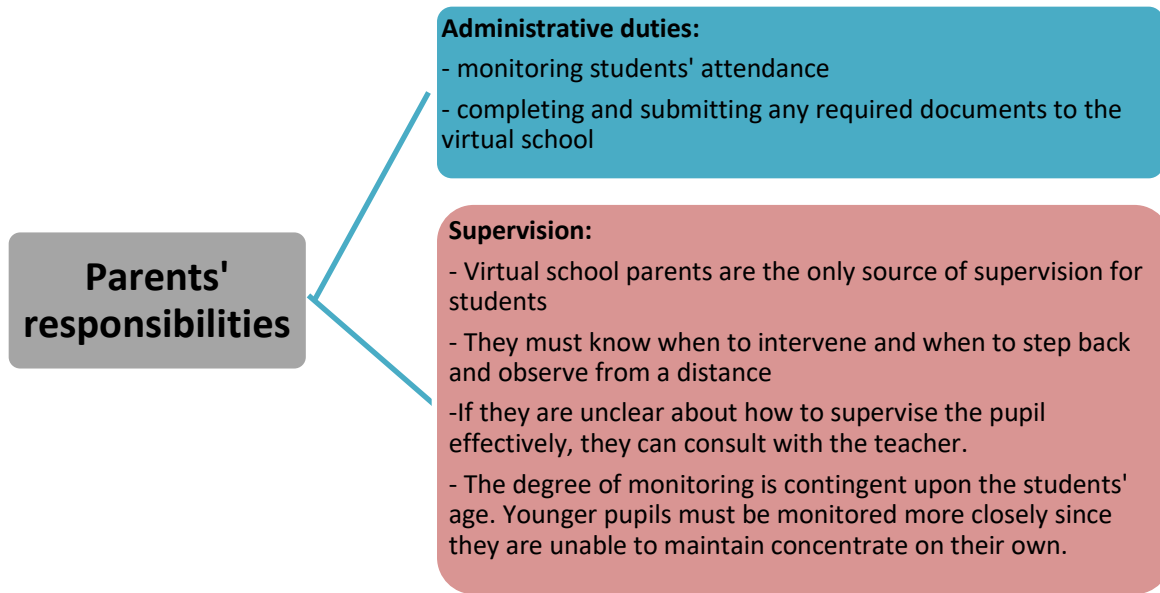 Parents'
responsibilities
Administrative duties:
- monitoring students' attendance
- completing and submitting any required documents to the
virtual school
Supervision:
- Virtual school parents are the only source of supervision for
students
- They must know when to intervene and when to step back
and observe from a distance
-If they are unclear about how to supervise the pupil
effectively, they can consult with the teacher.
- The degree of monitoring is contingent upon the students'
age. Younger pupils must be monitored more closely since
they are unable to maintain concentrate on their own.